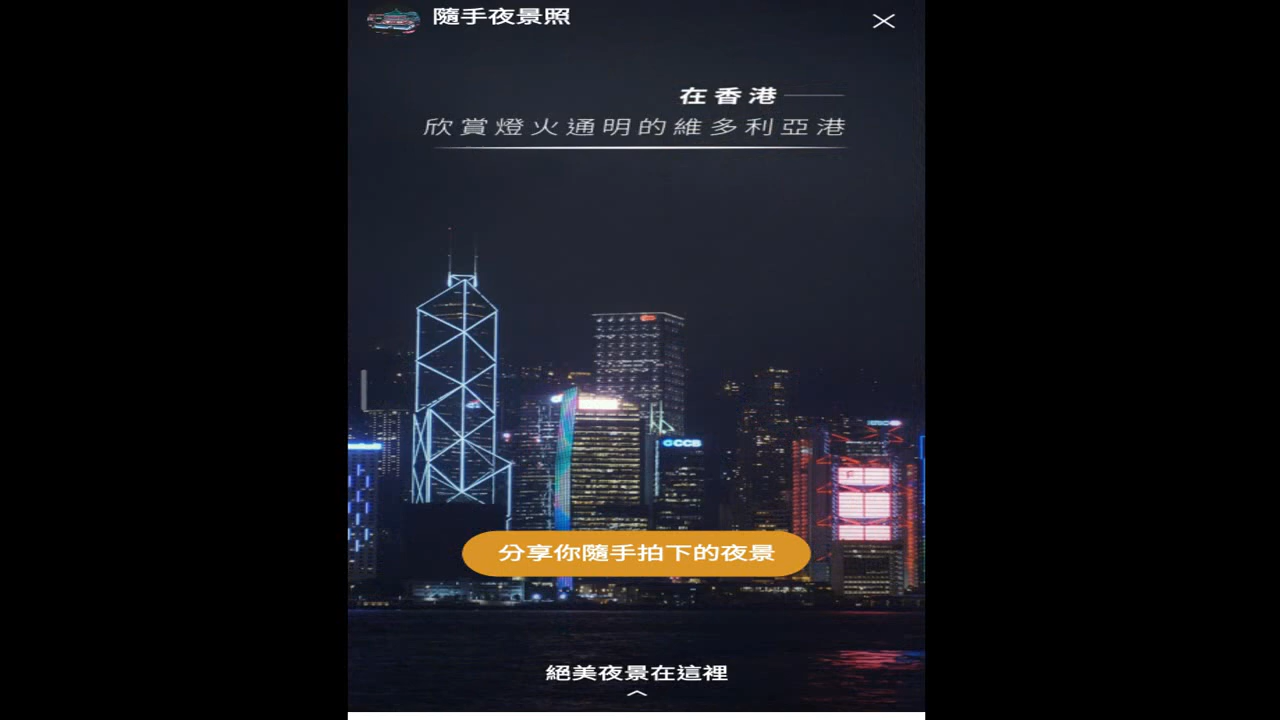 隨手夜景照
在香港
欣賞燈火通明的維多利亞港
CCB
分享你隨手拍下的夜景
絕美夜景在這裡